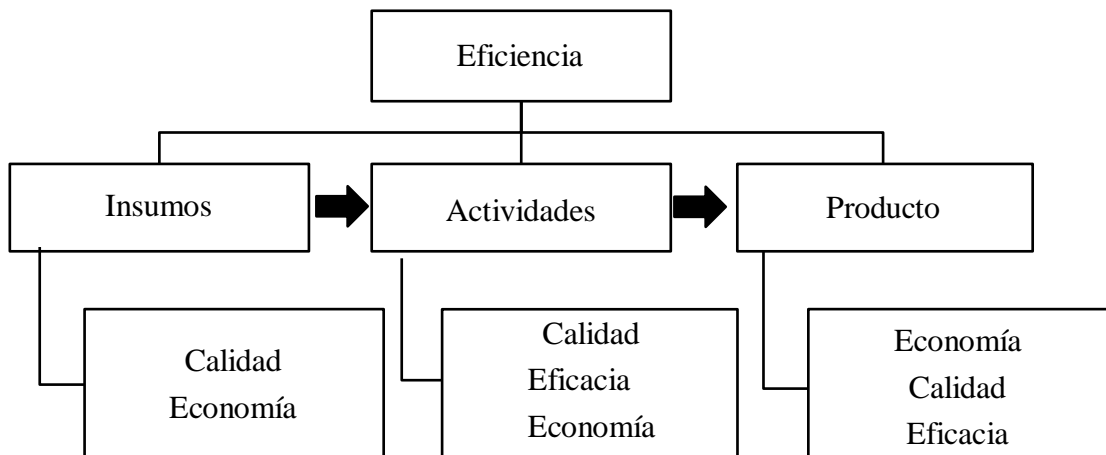 Eficiencia
Insumos
Actividades
Producto
Calidad
Economía
Calidad
Eficacia
Economía
Economía
Calidad
Eficacia